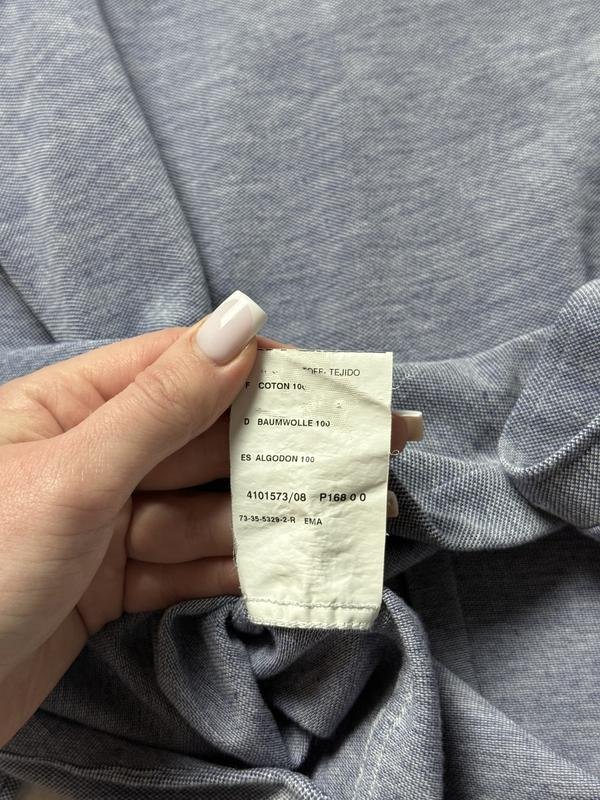 TEJIDO
F COTON 100
D BAUMWOLLE 100
ES ALGODON 100
4101573/08 P168 0 0
73-35-5329-2-R EMA